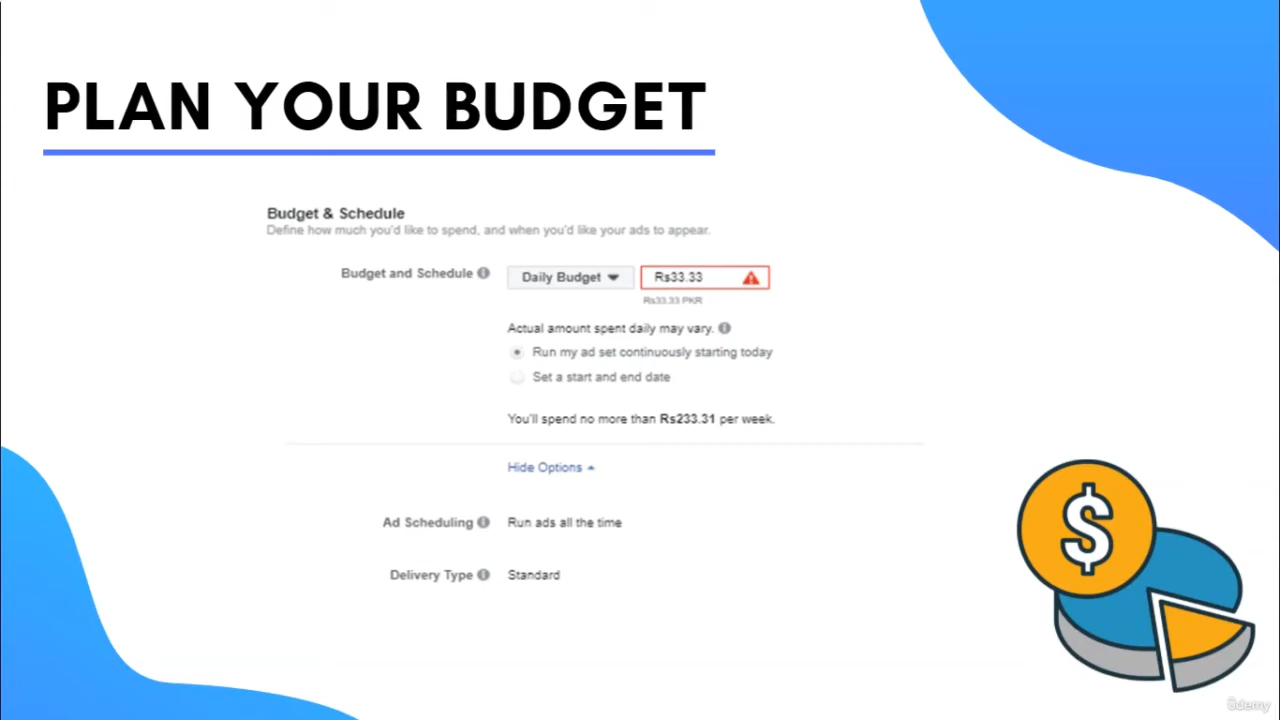 PLAN YOUR BUDGET
Budget & Schedule
Define how much you'd like to spend, and when you'd like your ads to appear.
Budget and Schedule
Daily Budget
Rs33.33
Rs33.33 PKR
Actual amount spent daily may vary.
Run my ad set continuously starting today
Set a start and end date
You'll spend no more than Rs233.31 per week.
Hide Options
Ad Scheduling
Run ads all the time
Delivery Type
Standard
$
ûdemy